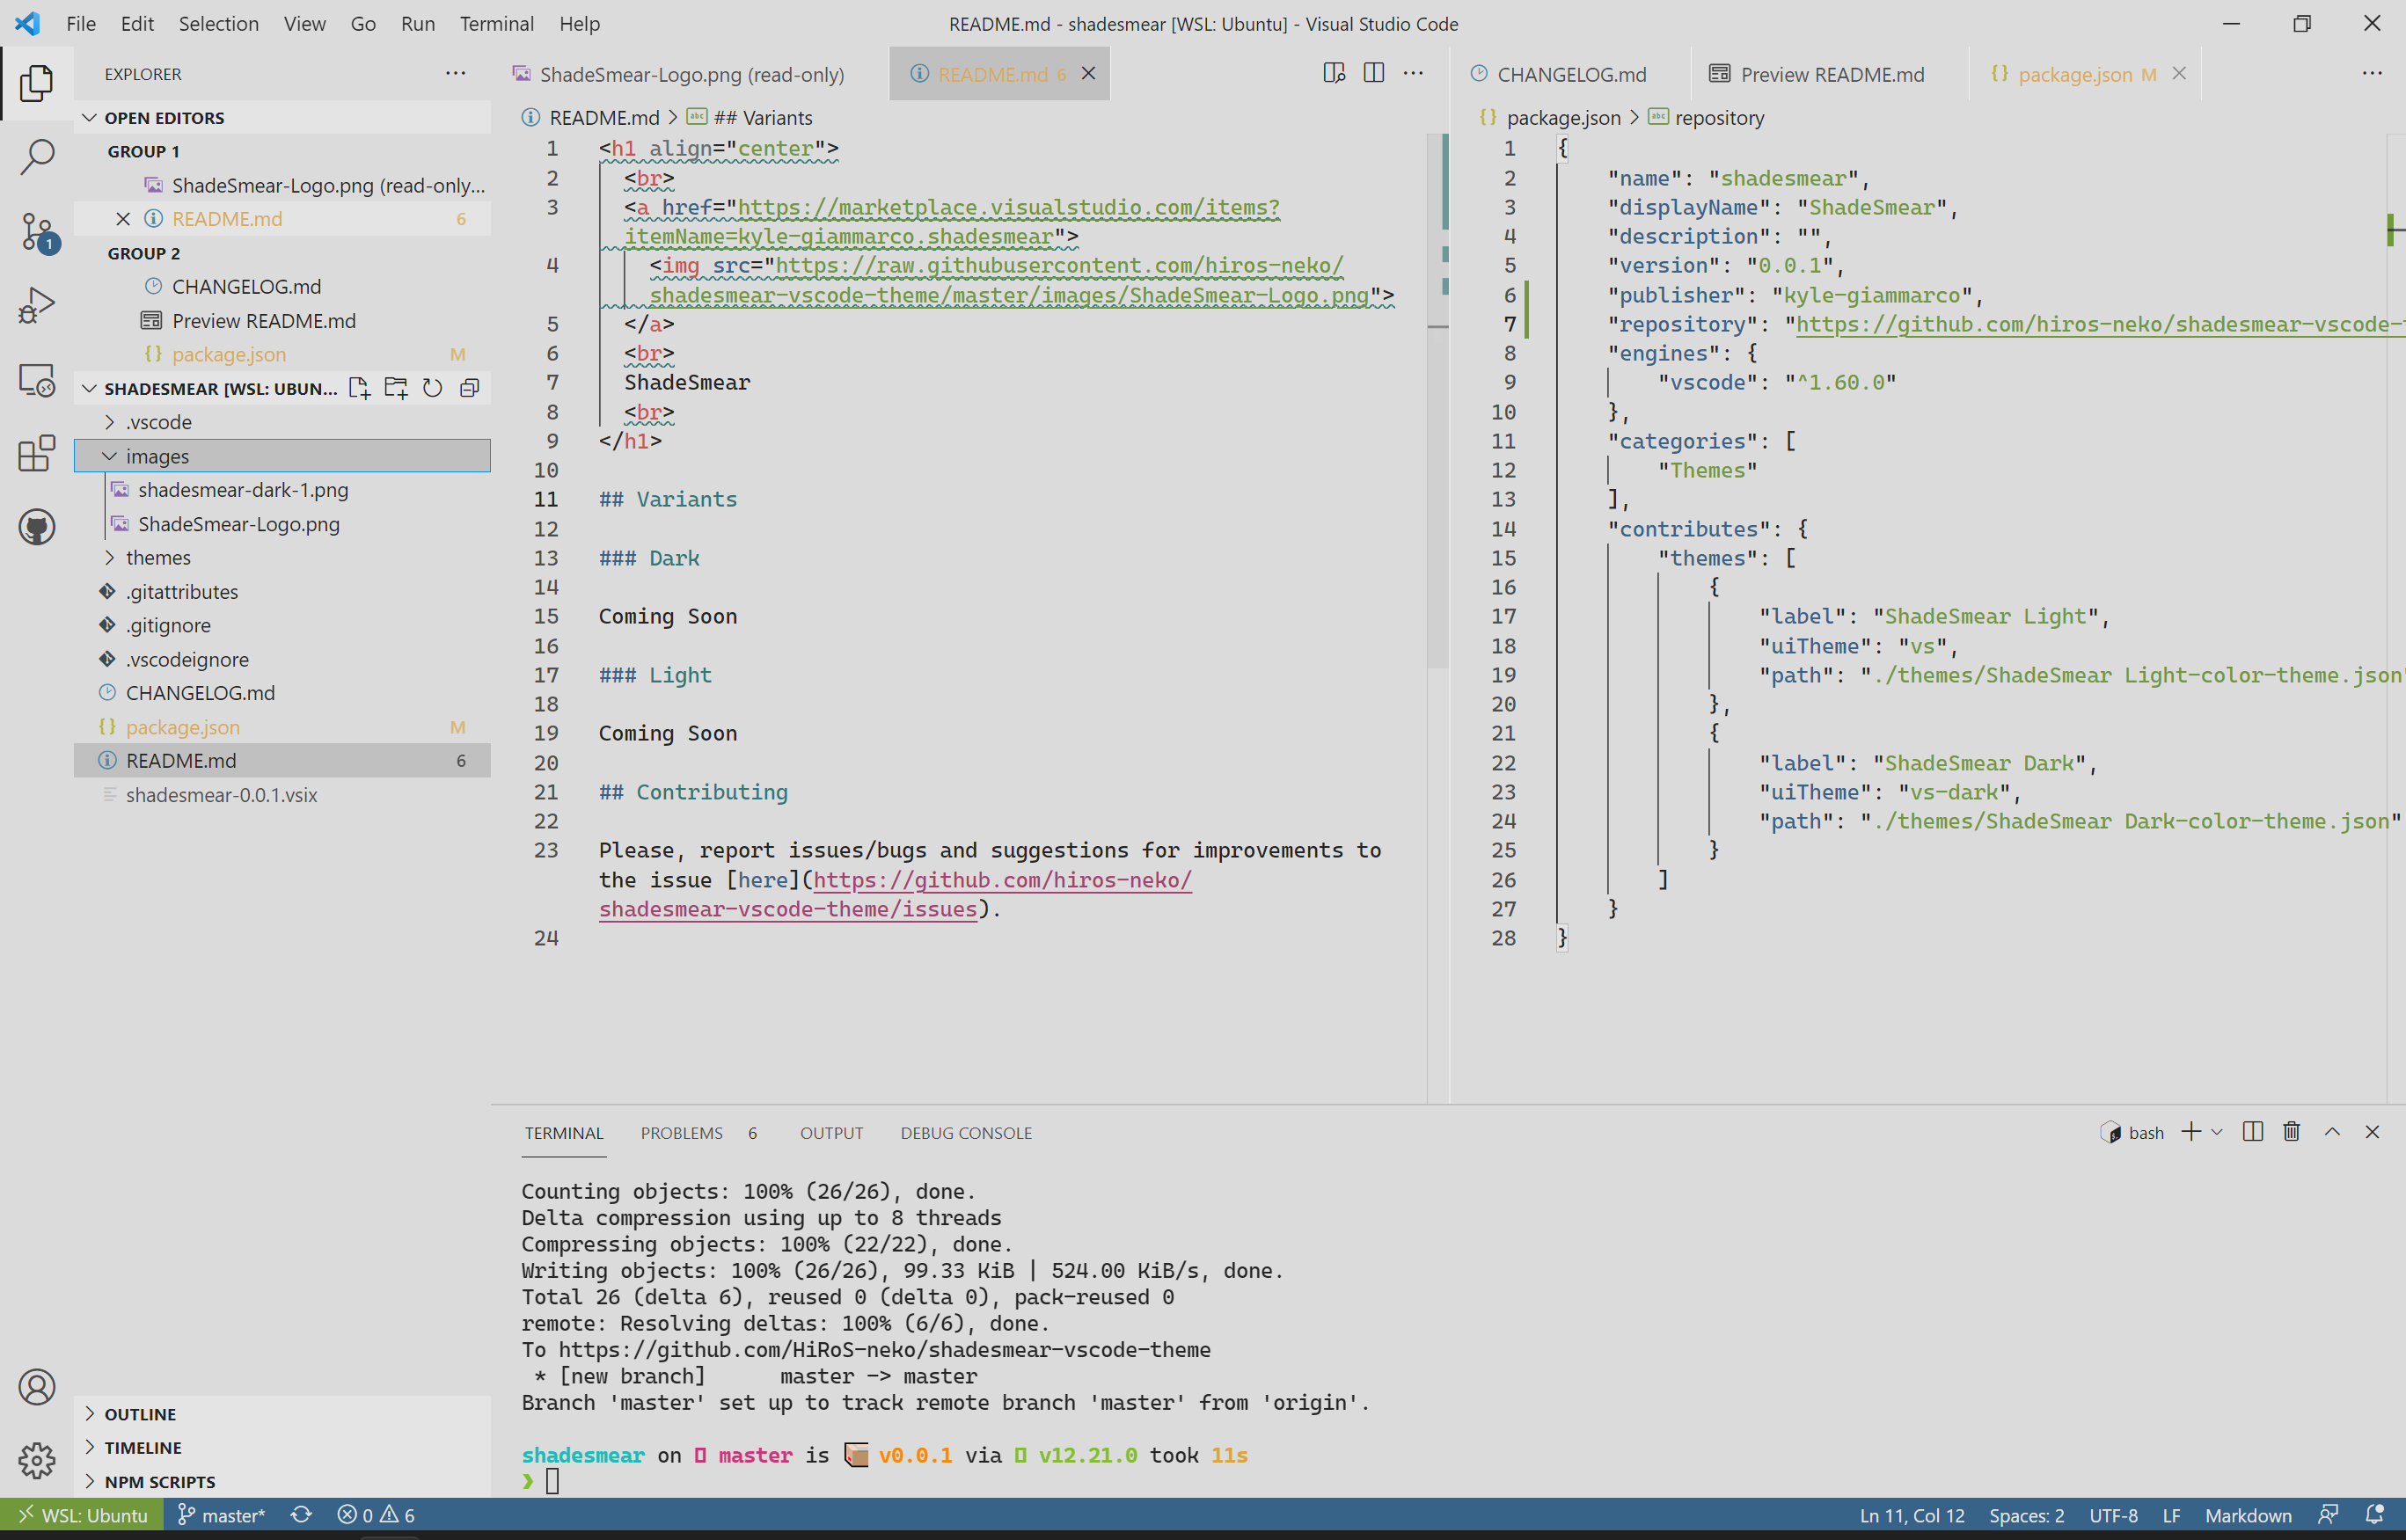 File Edit Selection View Go Run Terminal Help
README.md - shadesmear [WSL: Ubuntu] - Visual Studio Code
EXPLORER
OPEN EDITORS
GROUP 1
ShadeSmear-Logo.png (read-only...
README.md 6
GROUP 2
CHANGELOG.md
Preview README.md
{} package.json M
SHADESMEAR [WSL: UBUN...
.vscode
images
shadesmear-dark-1.png
ShadeSmear-Logo.png
themes
.gitattributes
.gitignore
.vscodeignore
CHANGELOG.md
{} package.json M
README.md 6
shadesmear-0.0.1.vsix
OUTLINE
TIMELINE
NPM SCRIPTS
1
ShadeSmear-Logo.png (read-only)
README.md 6
README.md > ## Variants
1 <h1 align="center">
2 <br>
3 <a href="https://marketplace.visualstudio.com/items?
itemName=kyle-giammarco.shadesmear">
4 <img src="https://raw.githubusercontent.com/hiros-neko/
shadesmear-vscode-theme/master/images/ShadeSmear-Logo.png">
5 </a>
6 <br>
7 ShadeSmear
8 <br>
9 </h1>
10
11 ## Variants
12
13 ### Dark
14
15 Coming Soon
16
17 ### Light
18
19 Coming Soon
20
21 ## Contributing
22
23 Please, report issues/bugs and suggestions for improvements to
the issue [here](https://github.com/hiros-neko/
shadesmear-vscode-theme/issues).
24
CHANGELOG.md
Preview README.md
{} package.json M
{} package.json > repository
1 {
2 "name": "shadesmear",
3 "displayName": "ShadeSmear",
4 "description": "",
5 "version": "0.0.1",
6 "publisher": "kyle-giammarco",
7 "repository": "https://github.com/hiros-neko/shadesmear-vscode-
8 "engines": {
9 "vscode": "^1.60.0"
10 },
11 "categories": [
12 "Themes"
13 ],
14 "contributes": {
15 "themes": [
16 {
17 "label": "ShadeSmear Light",
18 "uiTheme": "vs",
19 "path": "./themes/ShadeSmear Light-color-theme.json"
20 },
21 {
22 "label": "ShadeSmear Dark",
23 "uiTheme": "vs-dark",
24 "path": "./themes/ShadeSmear Dark-color-theme.json"
25 }
26 ]
27 }
28 }
TERMINAL PROBLEMS 6 OUTPUT DEBUG CONSOLE
bash
Counting objects: 100% (26/26), done.
Delta compression using up to 8 threads
Compressing objects: 100% (22/22), done.
Writing objects: 100% (26/26), 99.33 KiB | 524.00 KiB/s, done.
Total 26 (delta 6), reused 0 (delta 0), pack-reused 0
remote: Resolving deltas: 100% (6/6), done.
To https://github.com/HiRoS-neko/shadesmear-vscode-theme
* [new branch] master -> master
Branch 'master' set up to track remote branch 'master' from 'origin'.
shadesmear on master is v0.0.1 via v12.21.0 took 11s
❯
WSL: Ubuntu master* 0 6
Ln 11, Col 12 Spaces: 2 UTF-8 LF Markdown